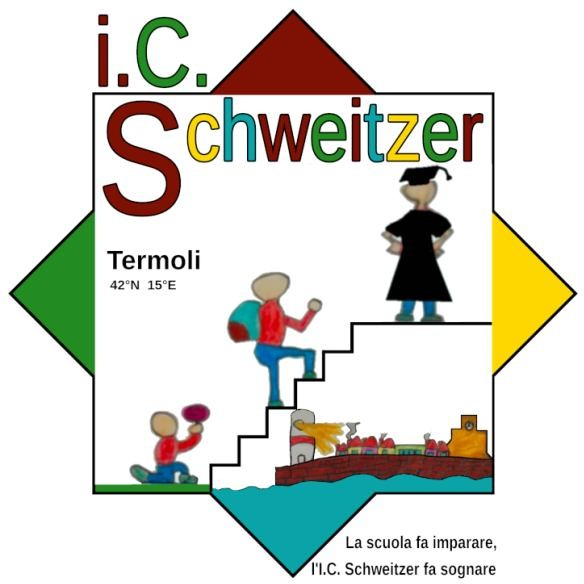 i.C.
Schweitzer
Termoli
42°N 15°E
La scuola fa imparare,
l'I.C. Schweitzer fa sognare